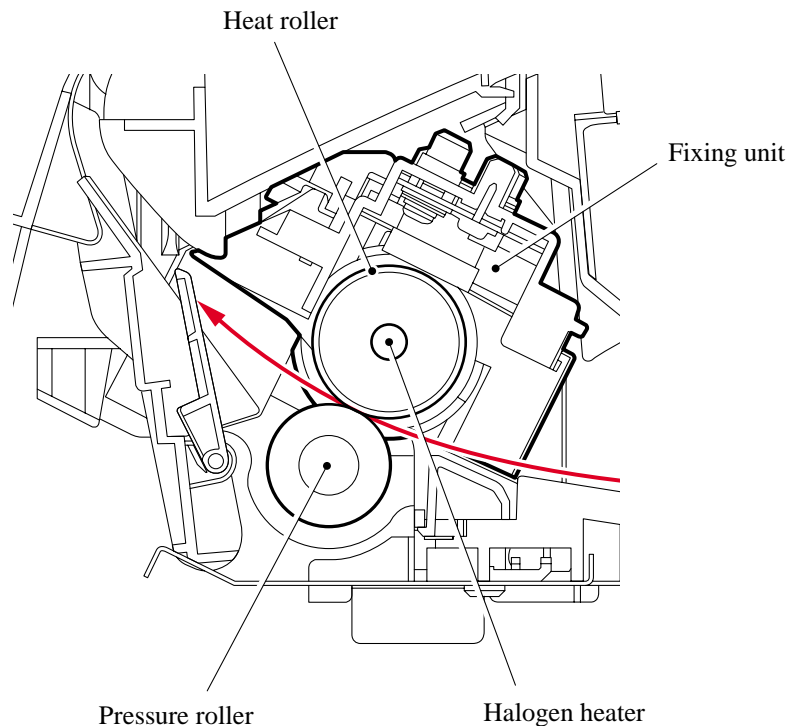 Heat roller
Fixing unit
Pressure roller
Halogen heater